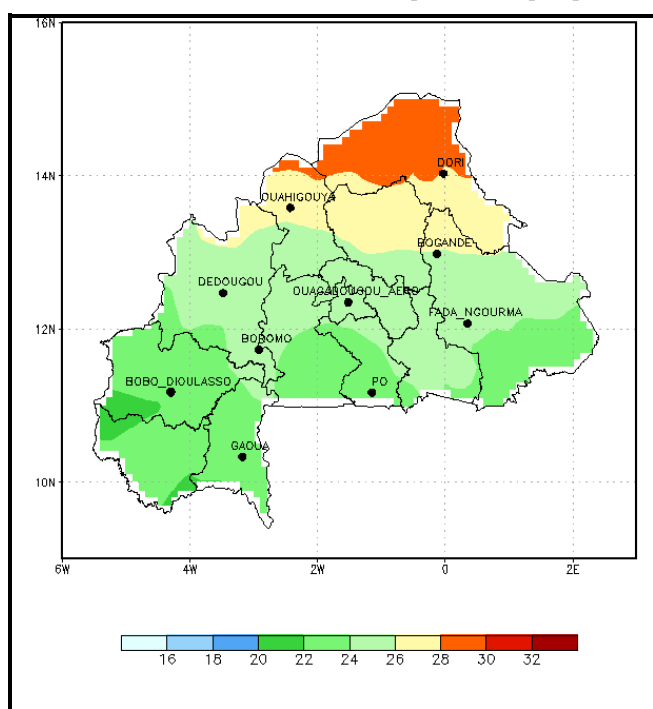 16N
DORI
14N
OUAHIGOUYA
BOGANDE
DEDOUGOU
OUAGADOUGOU_AERO
FADA_NGOURMA
12N
BOROMO
BOBO_DIOULASSO
PO
GAOUA
10N
6W 4W 2W 0 2E
16 18 20 22 24 26 28 30 32